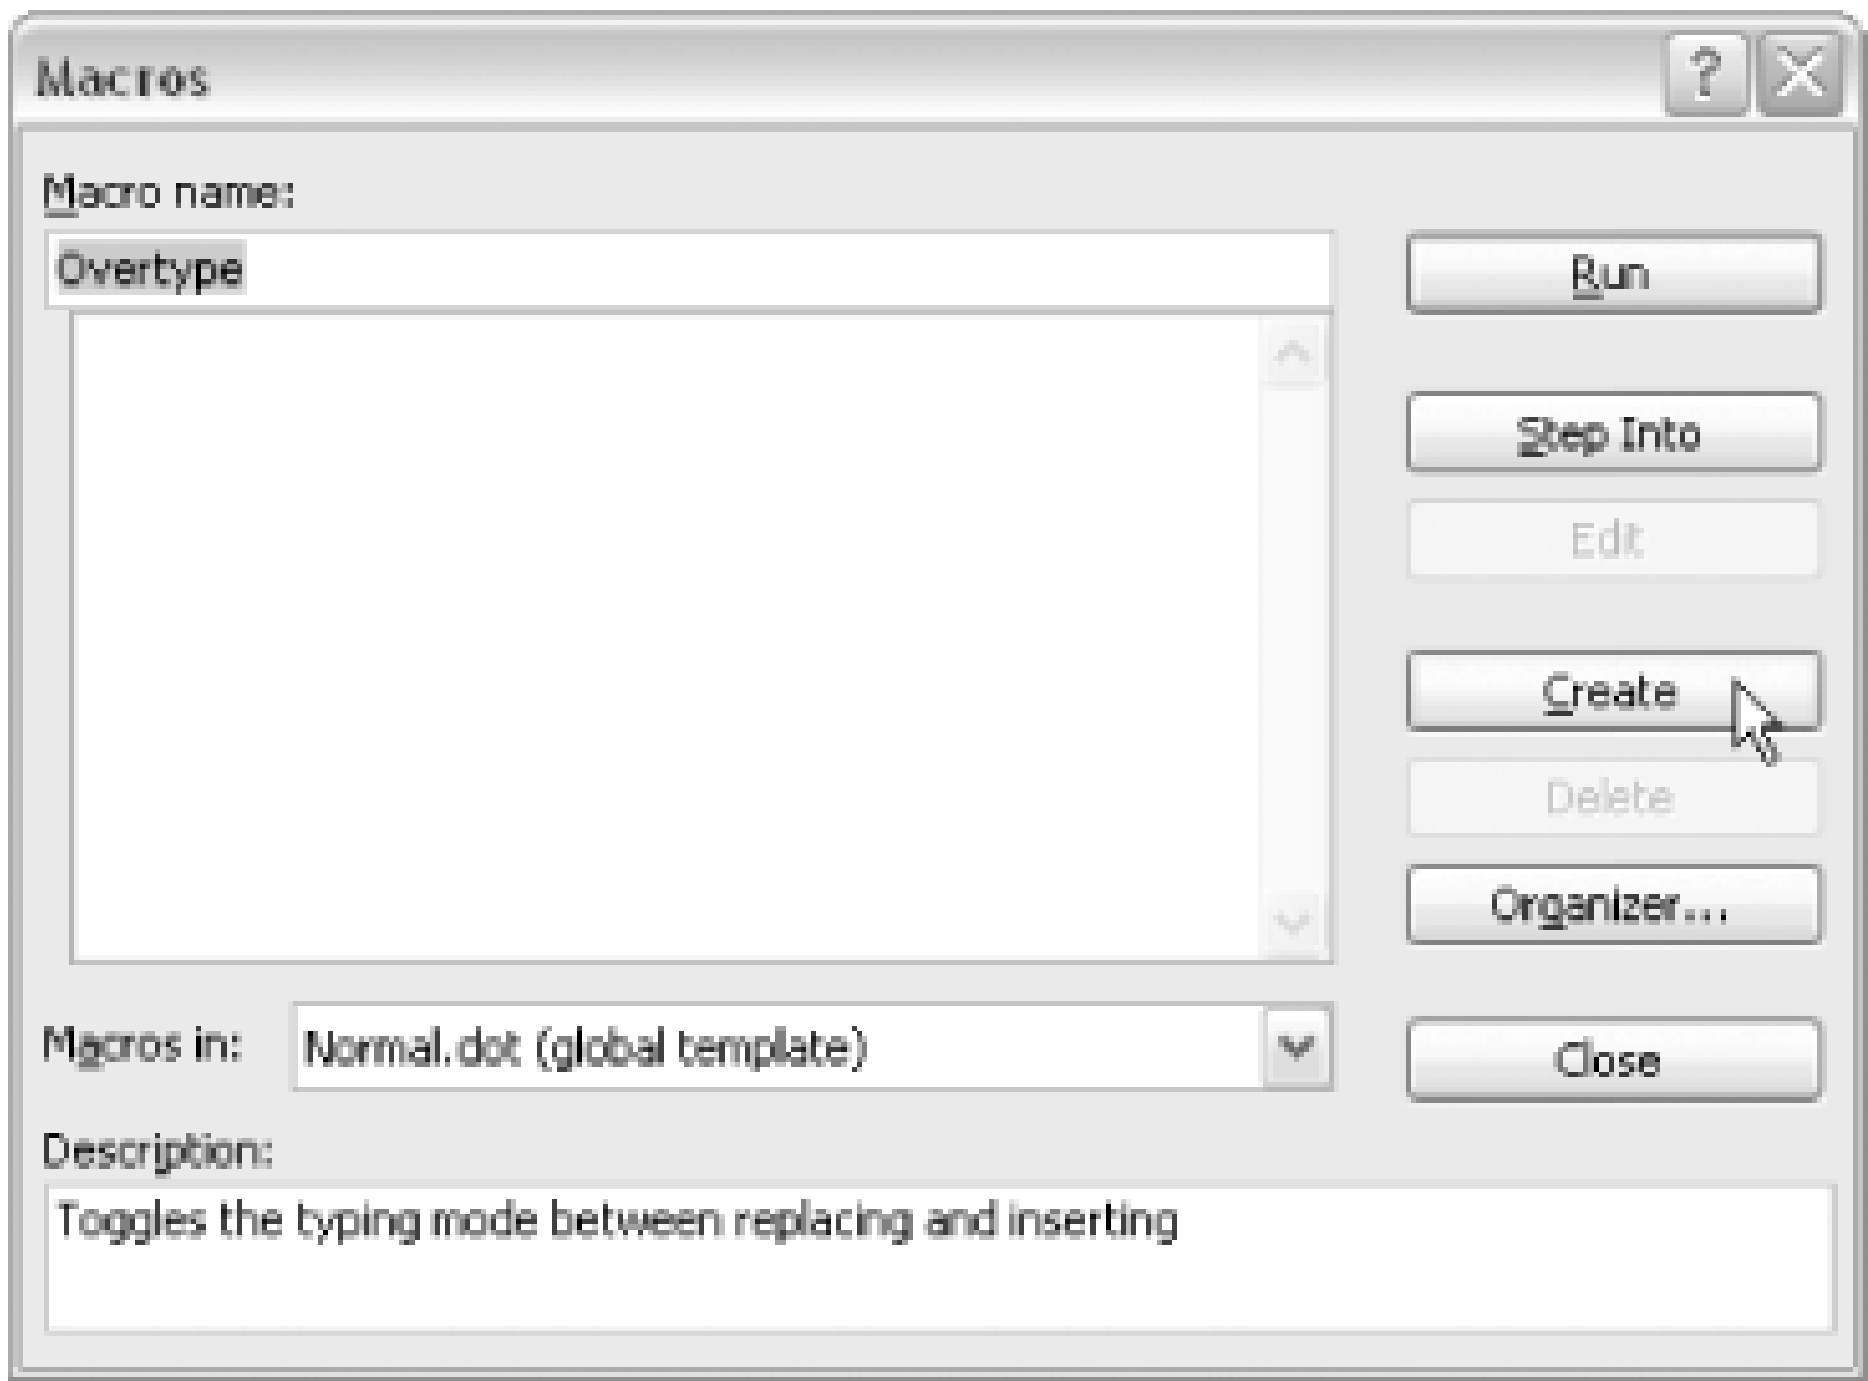 Macros
Macro name:
Overtype
Run
Step Into
Edit
Create
Delete
Organizer...
Macros in: Normal.dot (global template)
Close
Description:
Toggles the typing mode between replacing and inserting